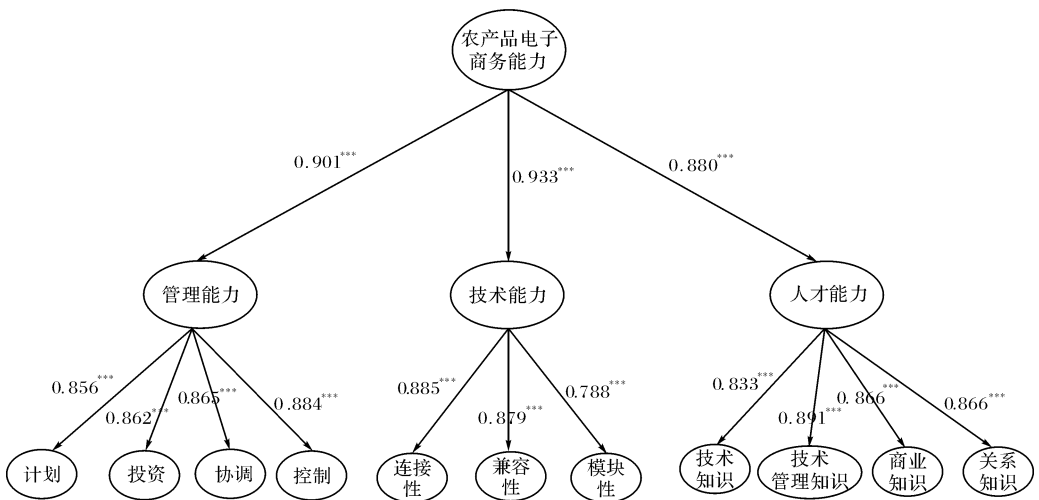 农产品电子
商务能力
0.901***
0.933***
0.880***
管理能力
技术能力
人才能力
0.856***
0.862***
0.865***
0.884***
0.885***
0.879***
0.788***
0.833***
0.891***
0.866***
0.866***
计划
投资
协调
控制
连接
性
兼容
性
模块
性
技术
知识
技术
管理知识
商业
知识
关系
知识